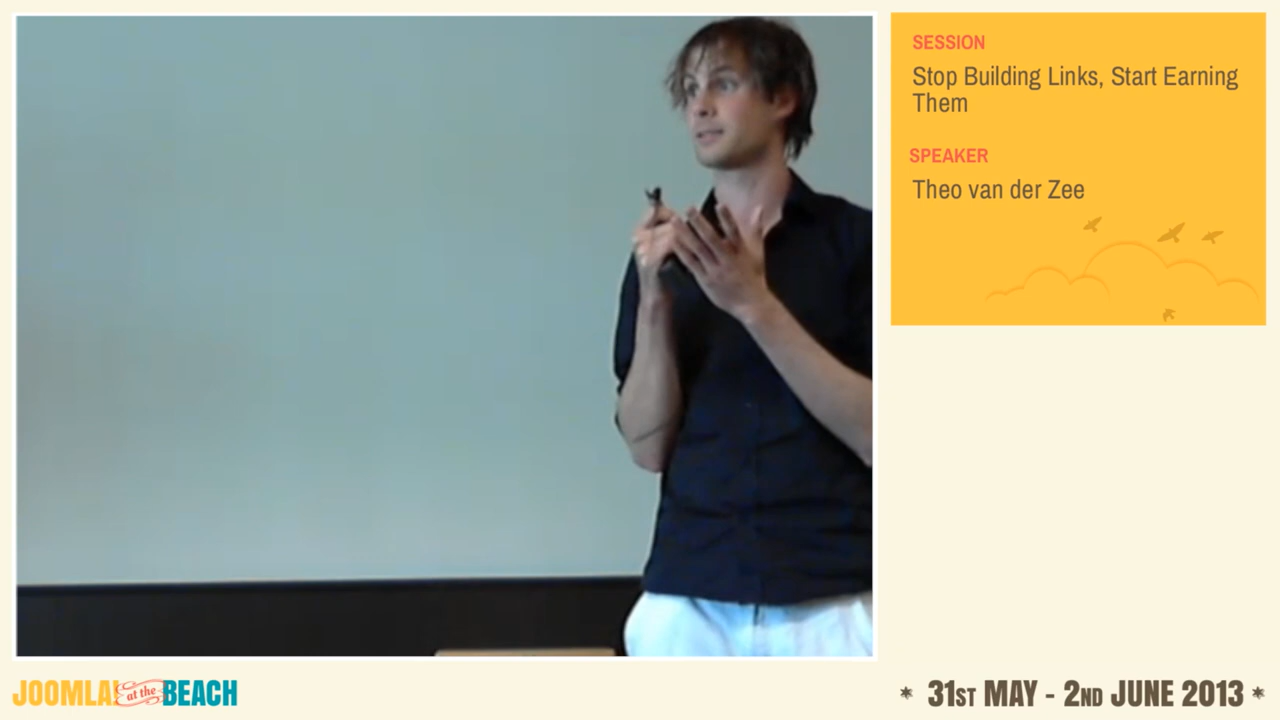 SESSION
Stop Building Links, Start Earning
Them
SPEAKER
Theo van der Zee
JOOMLA! at the BEACH
* 31ST MAY - 2ND JUNE 2013 *